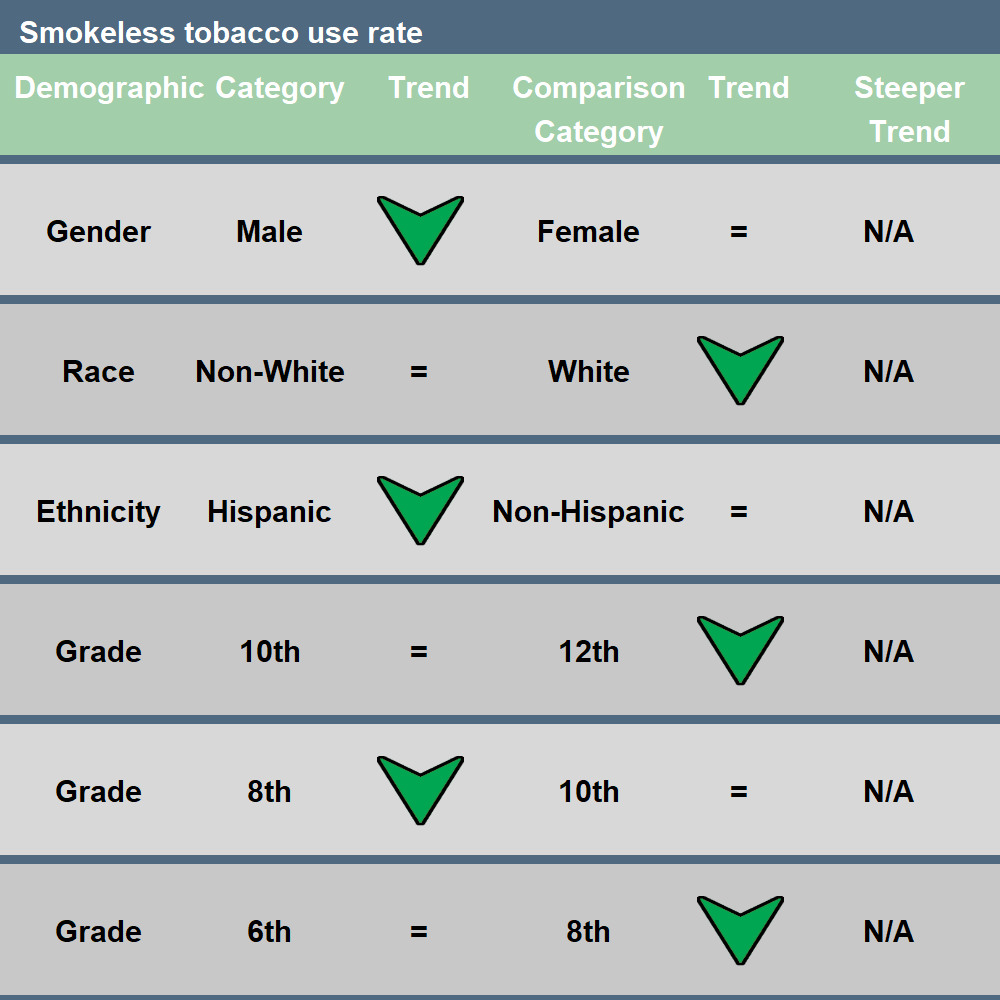 Smokeless tobacco use rate
Demographic Category Trend Comparison Category Trend Steeper Trend
Gender Male Female = N/A
Race Non-White = White N/A
Ethnicity Hispanic Non-Hispanic = N/A
Grade 10th = 12th N/A
Grade 8th 10th = N/A
Grade 6th = 8th N/A